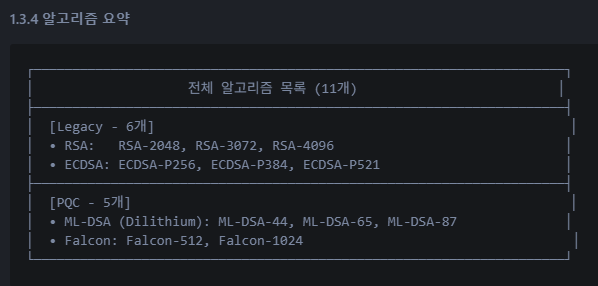 1.3.4 알고리즘 요약
전체 알고리즘 목록 (11개)
[Legacy - 6개]
• RSA:   RSA-2048, RSA-3072, RSA-4096
• ECDSA: ECDSA-P256, ECDSA-P384, ECDSA-P521
[PQC - 5개]
• ML-DSA (Dilithium): ML-DSA-44, ML-DSA-65, ML-DSA-87
• Falcon: Falcon-512, Falcon-1024